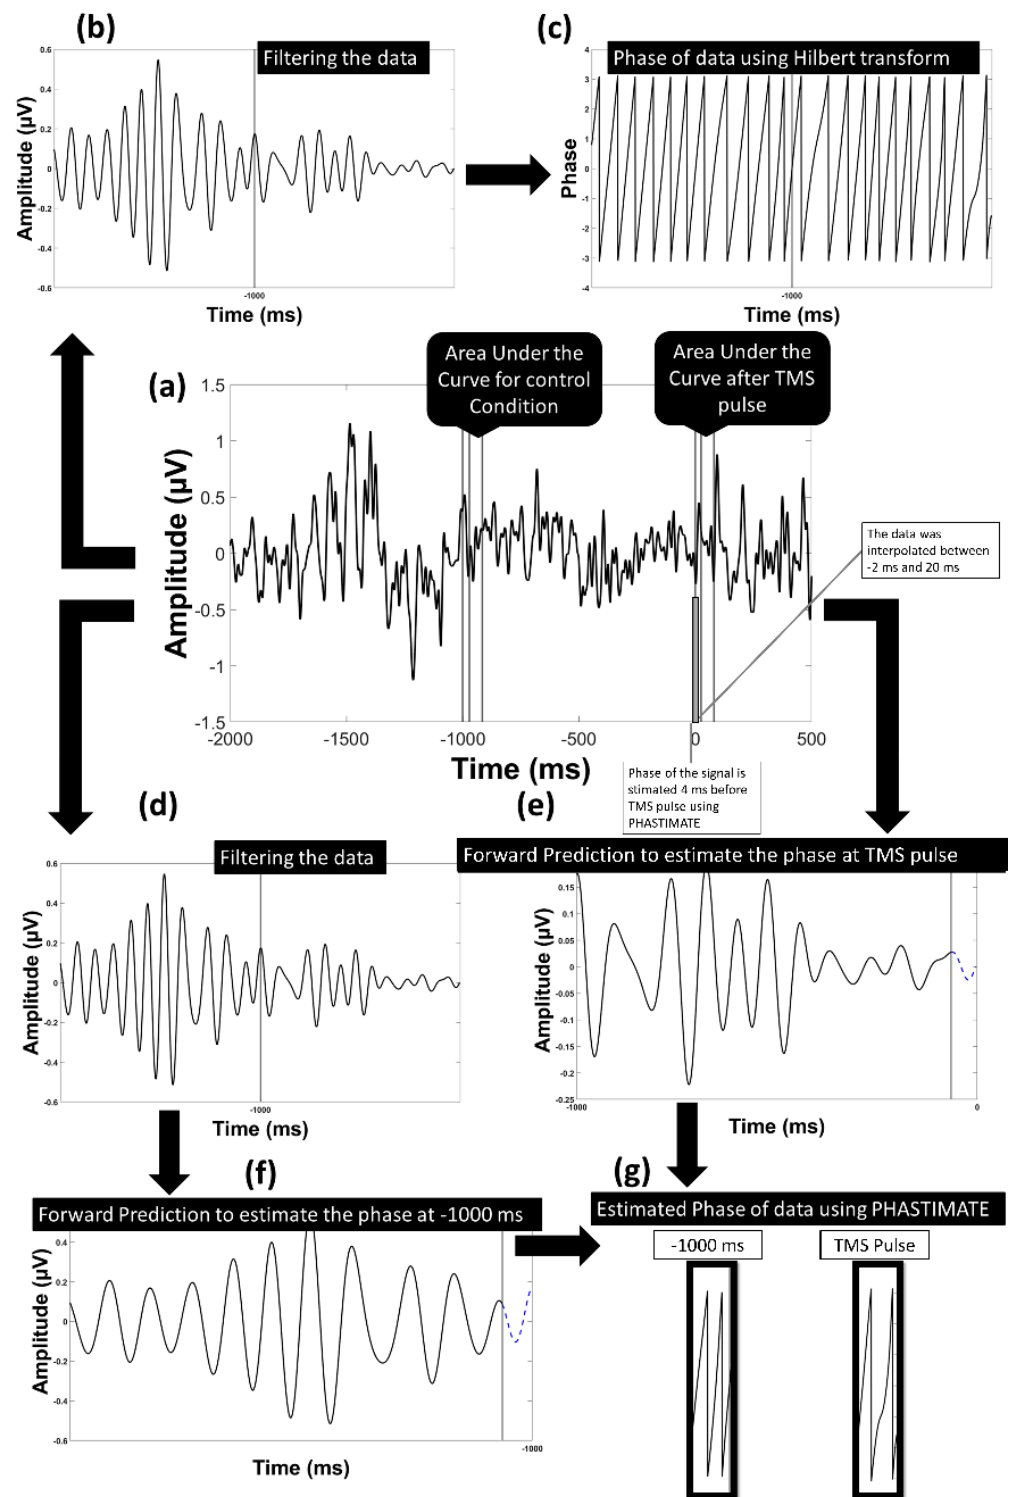 (b)
Filtering the data
Amplitude (µV)
0.6
0.4
0.2
0
-0.2
-0.4
-0.6
-1000
Time (ms)
(c)
Phase of data using Hilbert transform
Phase
4
3
2
1
0
-1
-2
-3
-4
-1000
Time (ms)
(a)
Area Under the
Curve for control
Condition
Area Under the
Curve after TMS
pulse
Amplitude (µV)
1.5
1
0.5
0
-0.5
-1
-1.5
-2000
-1500
-1000
-500
0
500
Time (ms)
The data was
interpolated between
-2 ms and 20 ms
Phase of the signal is
stimated 4 ms before
TMS pulse using
PHASTIMATE
(d)
Filtering the data
Amplitude (µV)
0.6
0.4
0.2
0
-0.2
-0.4
-0.6
-1000
Time (ms)
(e)
Forward Prediction to estimate the phase at TMS pulse
Amplitude (µV)
0.15
0.1
0.05
0
-0.05
-0.1
-0.15
-0.2
-0.25
-1000
0
Time (ms)
(f)
Forward Prediction to estimate the phase at -1000 ms
Amplitude (µV)
0.4
0.2
0
-0.2
-0.4
-0.6
-1000
Time (ms)
(g)
Estimated Phase of data using PHASTIMATE
-1000 ms
TMS Pulse